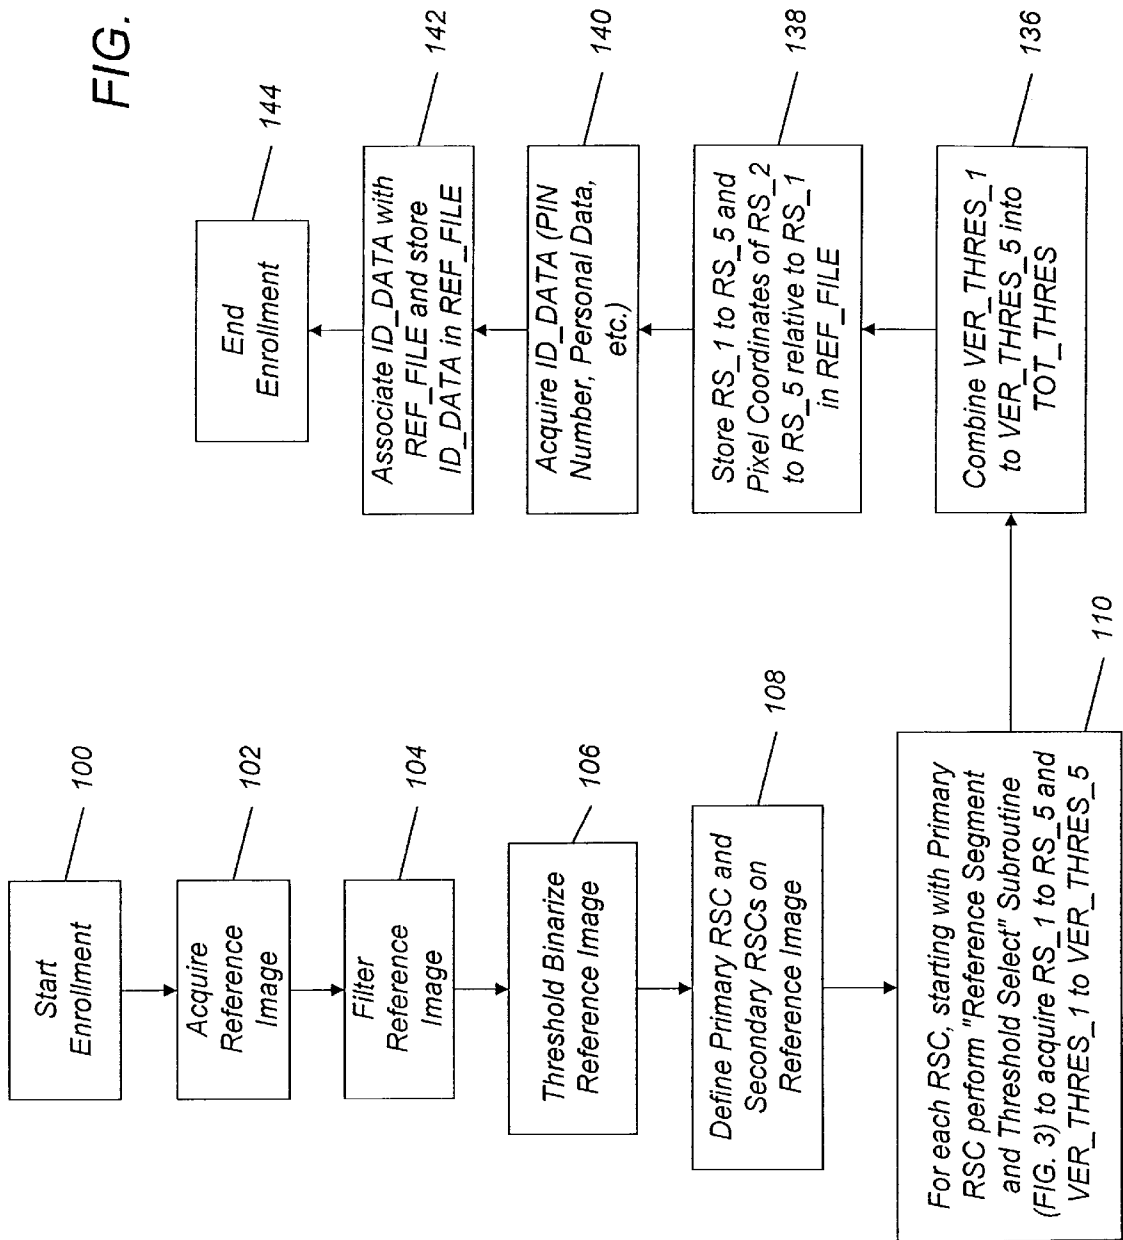 FIG.
100
Start
Enrollment
102
Acquire
Reference
Image
104
Filter
Reference
Image
106
Threshold Binarize
Reference Image
108
Define Primary RSC and
Secondary RSCs on
Reference Image
110
For each RSC, starting with Primary
RSC perform "Reference Segment
and Threshold Select" Subroutine
(FIG. 3) to acquire RS_1 to RS_5 and
VER_THRES_1 to VER_THRES_5
136
Combine VER_THRES_1
to VER_THRES_5 into
TOT_THRES
138
Store RS_1 to RS_5 and
Pixel Coordinates of RS_2
to RS_5 relative to RS_1
in REF_FILE
140
Acquire ID_DATA (PIN
Number, Personal Data,
etc.)
142
Associate ID_DATA with
REF_FILE and store
ID_DATA in REF_FILE
144
End
Enrollment